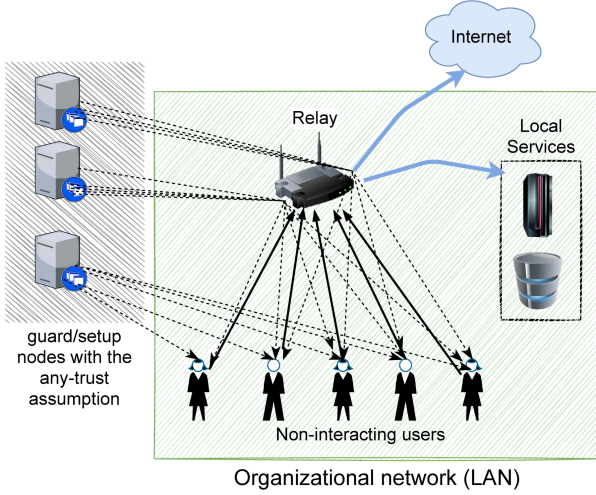 Internet
Relay
Local
Services
guard/setup
nodes with the
any-trust
assumption
Non-interacting users
Organizational network (LAN)